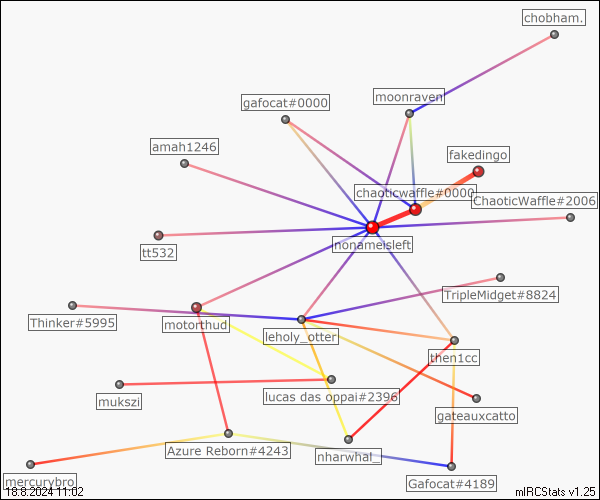 chobham.
gafocat#0000
moonraven
amah1246
fakedingo
chaoticwaffle#0000
ChaoticWaffle#2006
tt532
nonameisleft
TripleMidget#8824
Thinker#5995
motorthud
leholy_otter
then1cc
mukszi
lucas das oppai#2396
gateauxcatto
Azure Reborn#4243
nharwhal_
mercurybro
Gafocat#4189
18.8.2024 11:02
mIRCStats v1.25